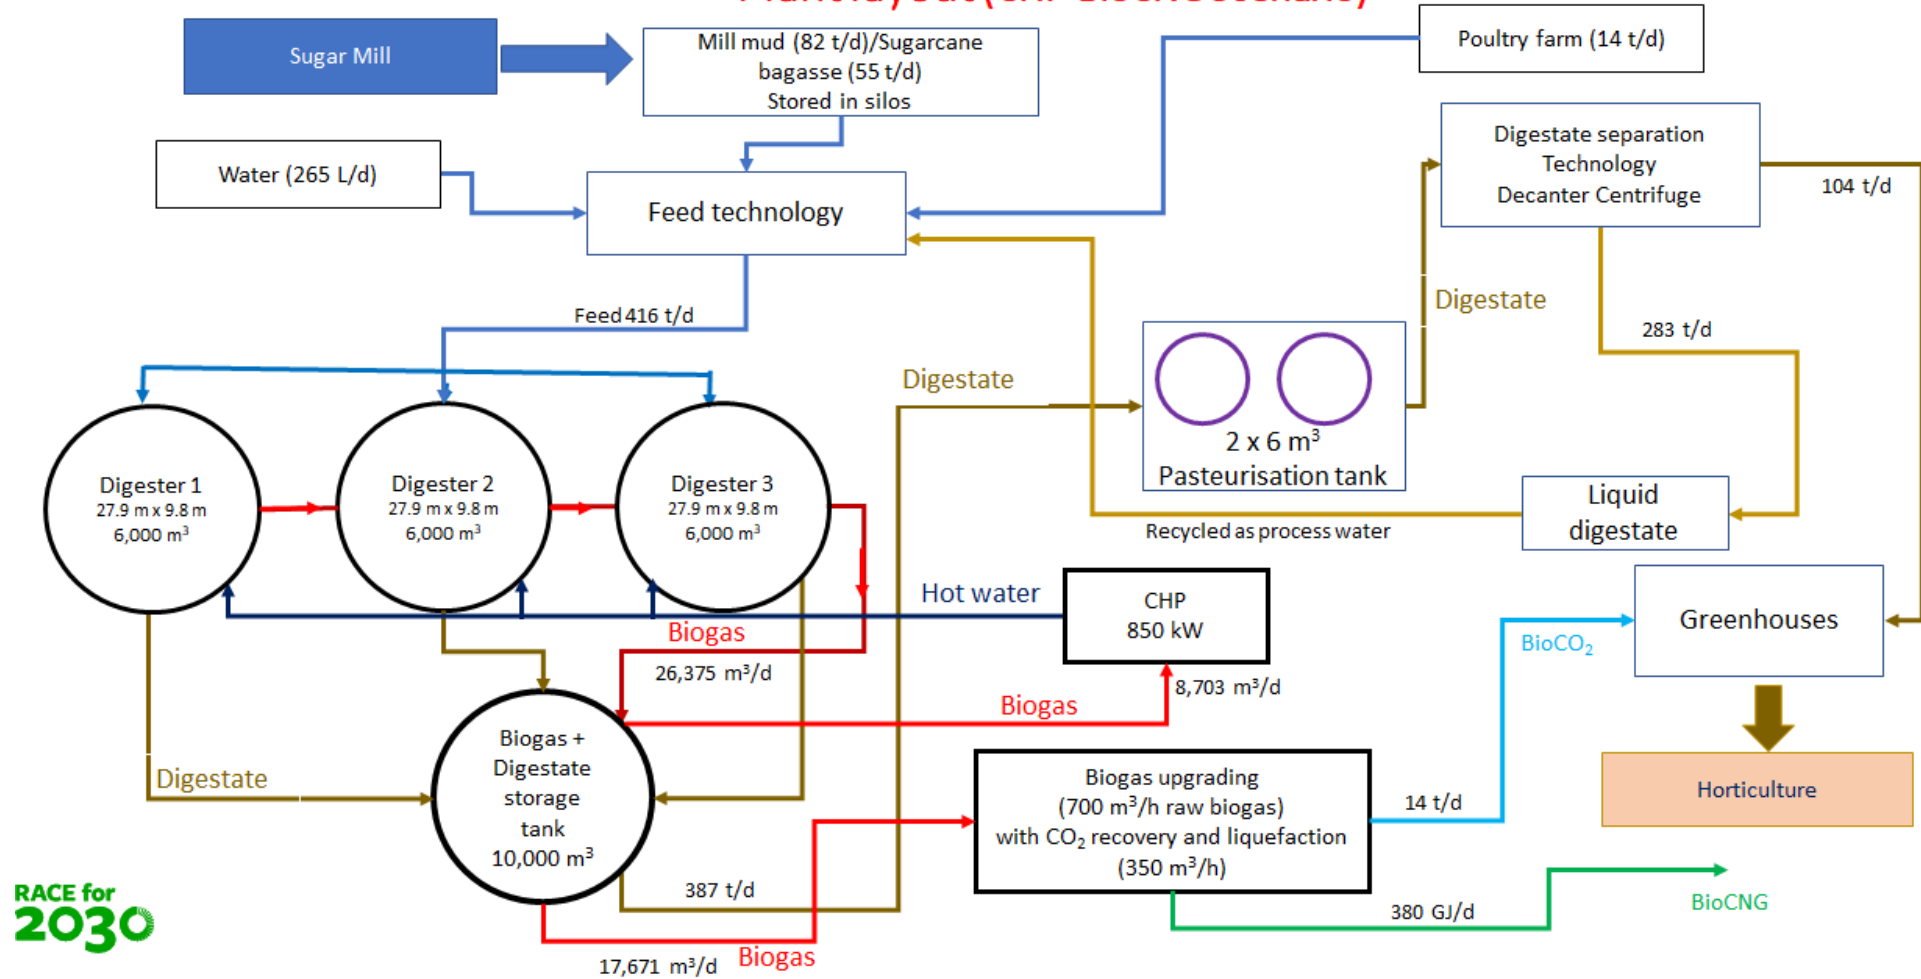 Plant layout (CHP-BioCNG scenario)
Sugar Mill
Mill mud (82 t/d)/Sugarcane
bagasse (55 t/d)
Stored in silos
Poultry farm (14 t/d)
Water (265 L/d)
Feed technology
Digestate separation
Technology
Decanter Centrifuge
104 t/d
Feed 416 t/d
Digestate
283 t/d
Digestate
2 x 6 m³
Pasteurisation tank
Digester 1
27.9 m x 9.8 m
6,000 m³
Digester 2
27.9 m x 9.8 m
6,000 m³
Digester 3
27.9 m x 9.8 m
6,000 m³
Liquid
digestate
Recycled as process water
Hot water
CHP
850 kW
Greenhouses
BioCO₂
Biogas
26,375 m³/d
8,703 m³/d
Biogas
Biogas +
Digestate
storage
tank
10,000 m³
Digestate
Biogas upgrading
(700 m³/h raw biogas)
with CO₂ recovery and liquefaction
(350 m³/h)
14 t/d
Horticulture
387 t/d
380 GJ/d
BioCNG
Biogas
17,671 m³/d
RACE for
2030